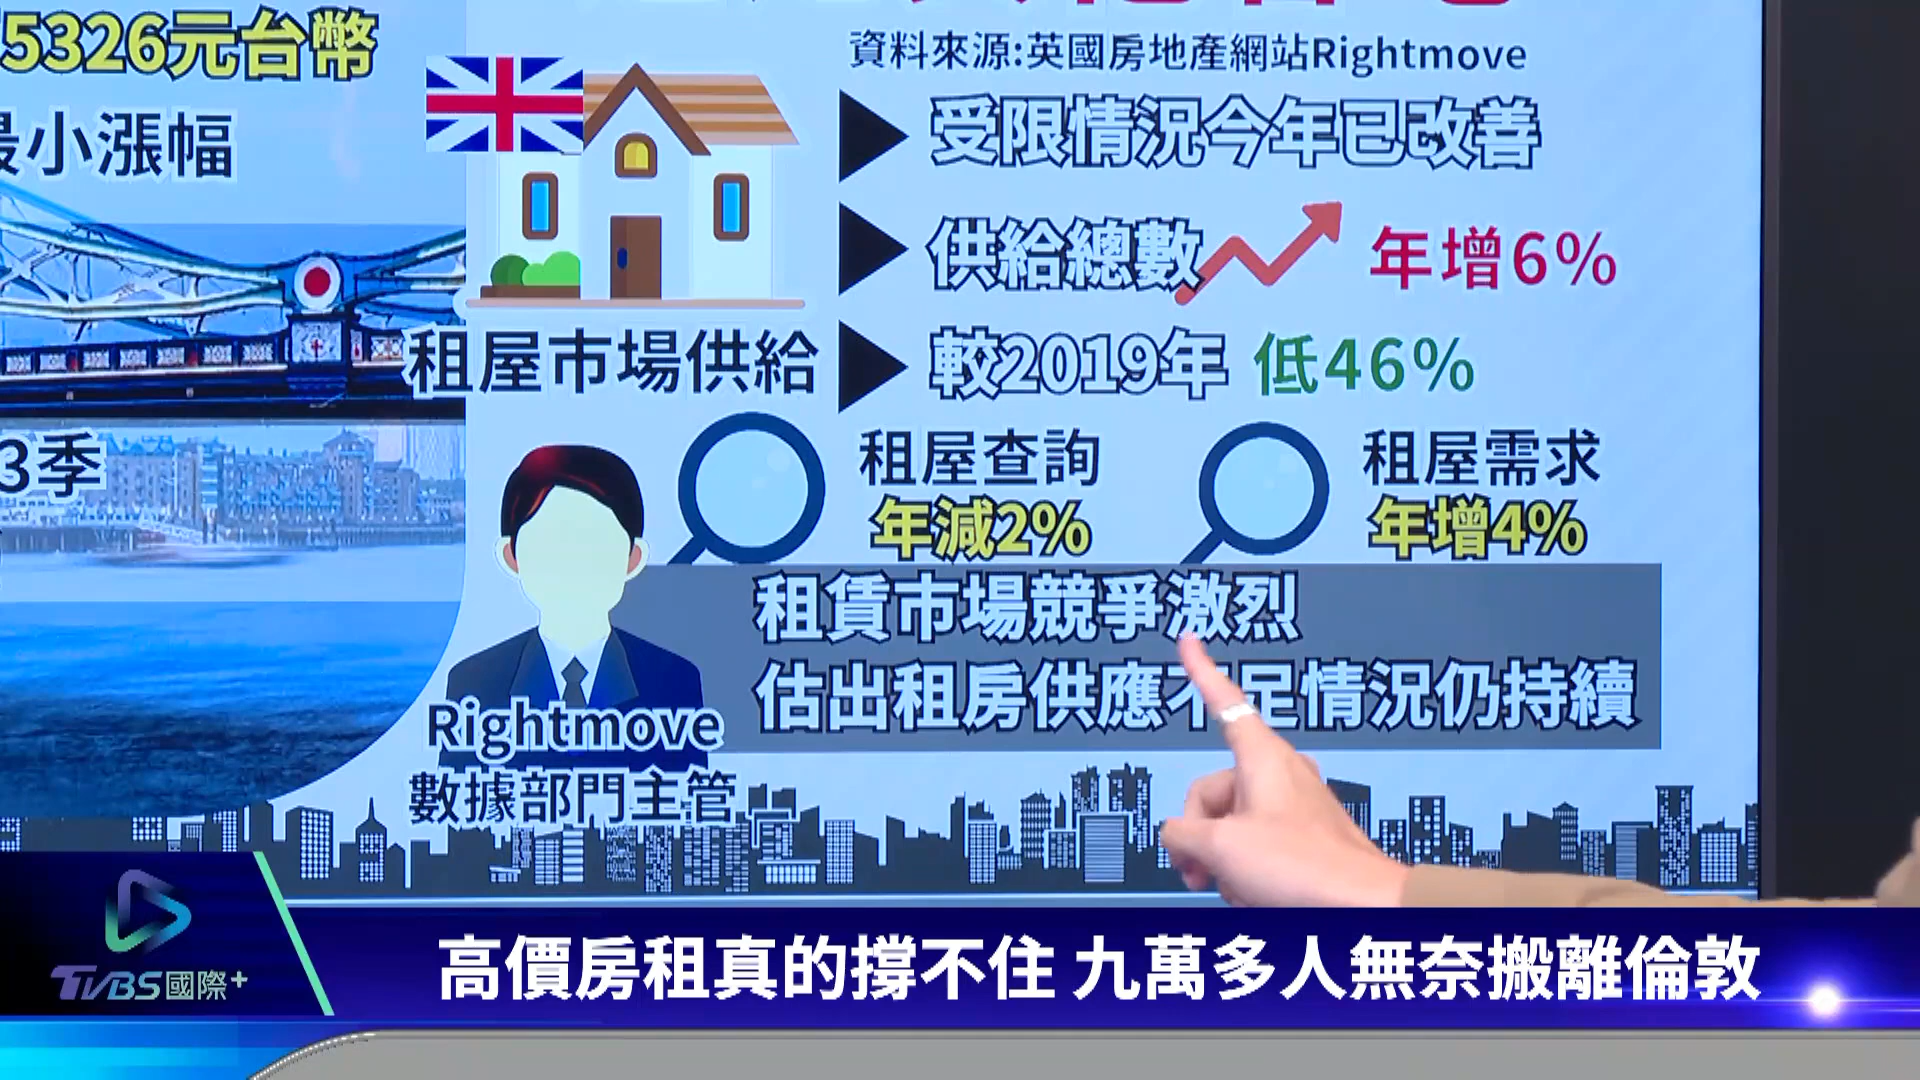 5326元台幣
最小漲幅
3季
資料來源:英國房地產網站Rightmove
受限情況今年已改善
供給總數 年增6%
較2019年 低46%
租屋市場供給
租屋查詢
年減2%
租屋需求
年增4%
租賃市場競爭激烈
估出租房供應不足情況仍持續
Rightmove
數據部門主管
TVBS國際+
高價房租真的撐不住 九萬多人無奈搬離倫敦